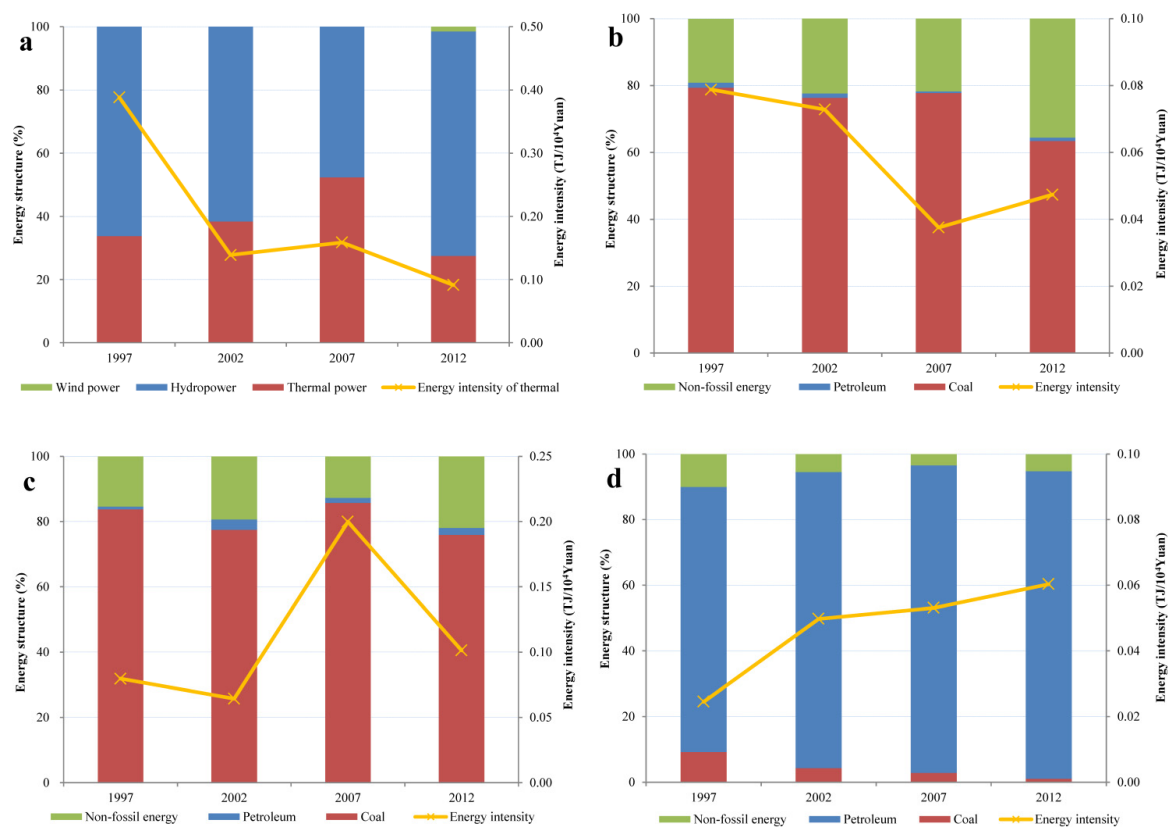 a
Energy structure (%)
100
80
60
40
20
0
0.50
0.40
0.30
0.20
0.10
0.00
Energy intensity (TJ/10⁴Yuan)
1997 2002 2007 2012
Wind power Hydropower Thermal power Energy intensity of thermal
b
Energy structure (%)
100
80
60
40
20
0
0.10
0.08
0.06
0.04
0.02
0.00
Energy intensity (TJ/10⁴Yuan)
1997 2002 2007 2012
Non-fossil energy Petroleum Coal Energy intensity
c
Energy structure (%)
100
80
60
40
20
0
0.25
0.20
0.15
0.10
0.05
0.00
Energy intensity (TJ/10⁴Yuan)
1997 2002 2007 2012
Non-fossil energy Petroleum Coal Energy intensity
d
Energy structure (%)
100
80
60
40
20
0
0.10
0.08
0.06
0.04
0.02
0.00
Energy intensity (TJ/10⁴Yuan)
1997 2002 2007 2012
Non-fossil energy Petroleum Coal Energy intensity